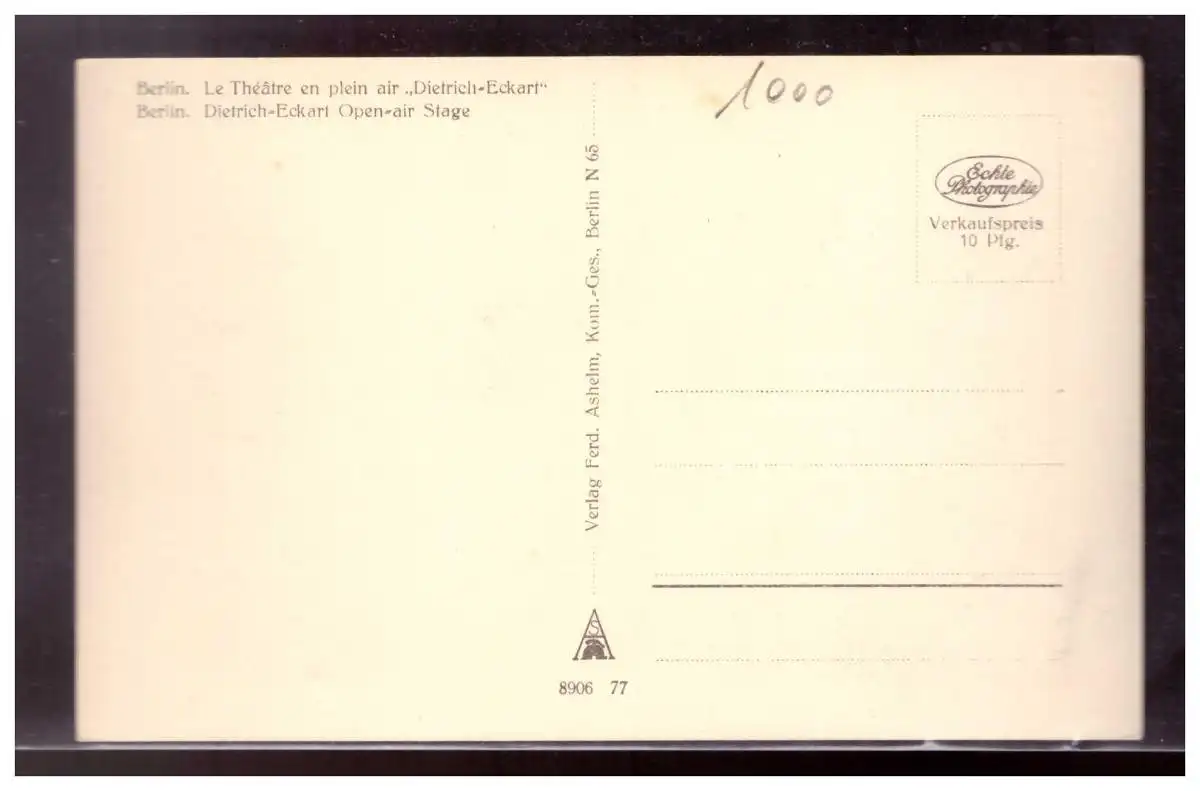 Berlin. Le Théâtre en plein air „Dietrich-Eckart“
Berlin. Dietrich-Eckart Open-air Stage
1000
Echte
Photographie
Verkaufspreis
10 Pfg.
Verlag Ferd. Ashelm, Kom.-Ges., Berlin N 65
8906 77